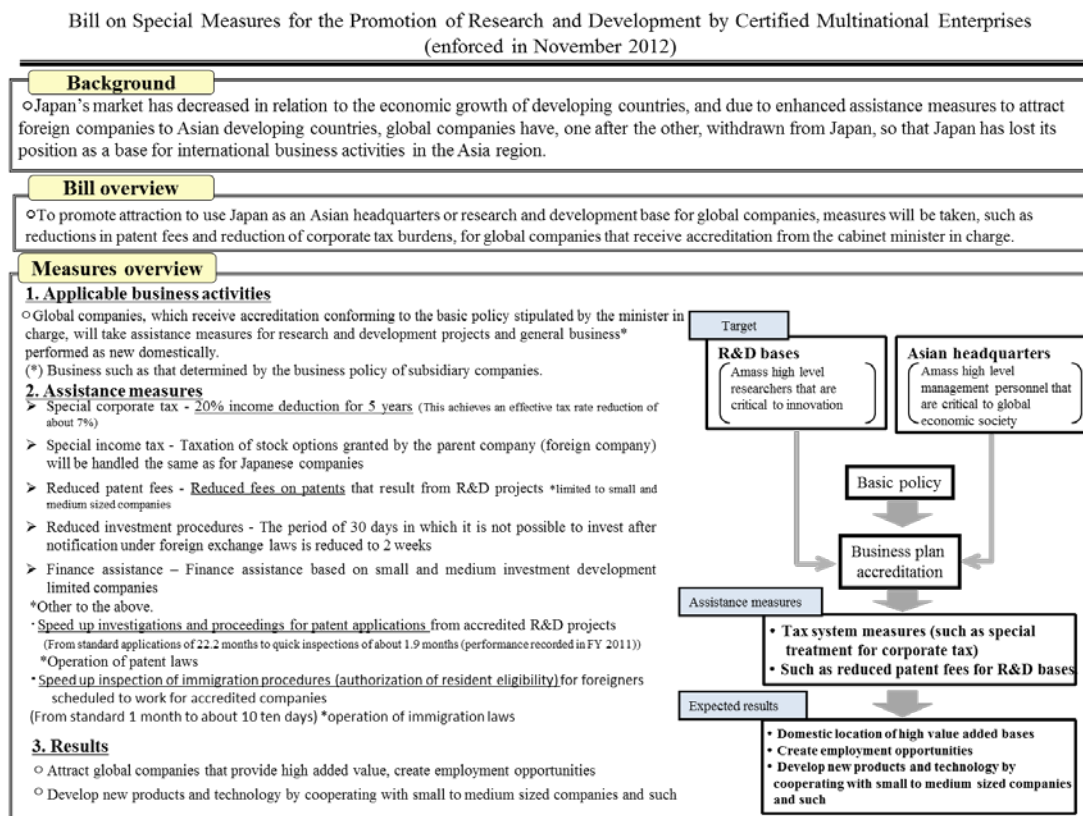 Bill on Special Measures for the Promotion of Research and Development by Certified Multinational Enterprises
(enforced in November 2012)
Background
○Japan's market has decreased in relation to the economic growth of developing countries, and due to enhanced assistance measures to attract
foreign companies to Asian developing countries, global companies have, one after the other, withdrawn from Japan, so that Japan has lost its
position as a base for international business activities in the Asia region.
Bill overview
○To promote attraction to use Japan as an Asian headquarters or research and development base for global companies, measures will be taken, such as
reductions in patent fees and reduction of corporate tax burdens, for global companies that receive accreditation from the cabinet minister in charge.
Measures overview
1. Applicable business activities
○Global companies, which receive accreditation conforming to the basic policy stipulated by the minister in
charge, will take assistance measures for research and development projects and general business*
performed as new domestically.
(*) Business such as that determined by the business policy of subsidiary companies.
2. Assistance measures
➤ Special corporate tax - 20% income deduction for 5 years (This achieves an effective tax rate reduction of
about 7%)
➤ Special income tax - Taxation of stock options granted by the parent company (foreign company)
will be handled the same as for Japanese companies
➤ Reduced patent fees - Reduced fees on patents that result from R&D projects *limited to small and
medium sized companies
➤ Reduced investment procedures - The period of 30 days in which it is not possible to invest after
notification under foreign exchange laws is reduced to 2 weeks
➤ Finance assistance – Finance assistance based on small and medium investment development
limited companies
*Other to the above.
・Speed up investigations and proceedings for patent applications from accredited R&D projects
(From standard applications of 22.2 months to quick inspections of about 1.9 months (performance recorded in FY 2011))
*Operation of patent laws
・Speed up inspection of immigration procedures (authorization of resident eligibility) for foreigners
scheduled to work for accredited companies
(From standard 1 month to about 10 ten days) *operation of immigration laws
3. Results
○ Attract global companies that provide high added value, create employment opportunities
○ Develop new products and technology by cooperating with small to medium sized companies and such
Target
R&D bases
Amass high level
researchers that are
critical to innovation
Asian headquarters
Amass high level
management personnel that
are critical to global
economic society
Basic policy
Business plan
accreditation
Assistance measures
• Tax system measures (such as special
treatment for corporate tax)
• Such as reduced patent fees for R&D bases
Expected results
• Domestic location of high value added bases
• Create employment opportunities
• Develop new products and technology by
cooperating with small to medium sized companies
and such